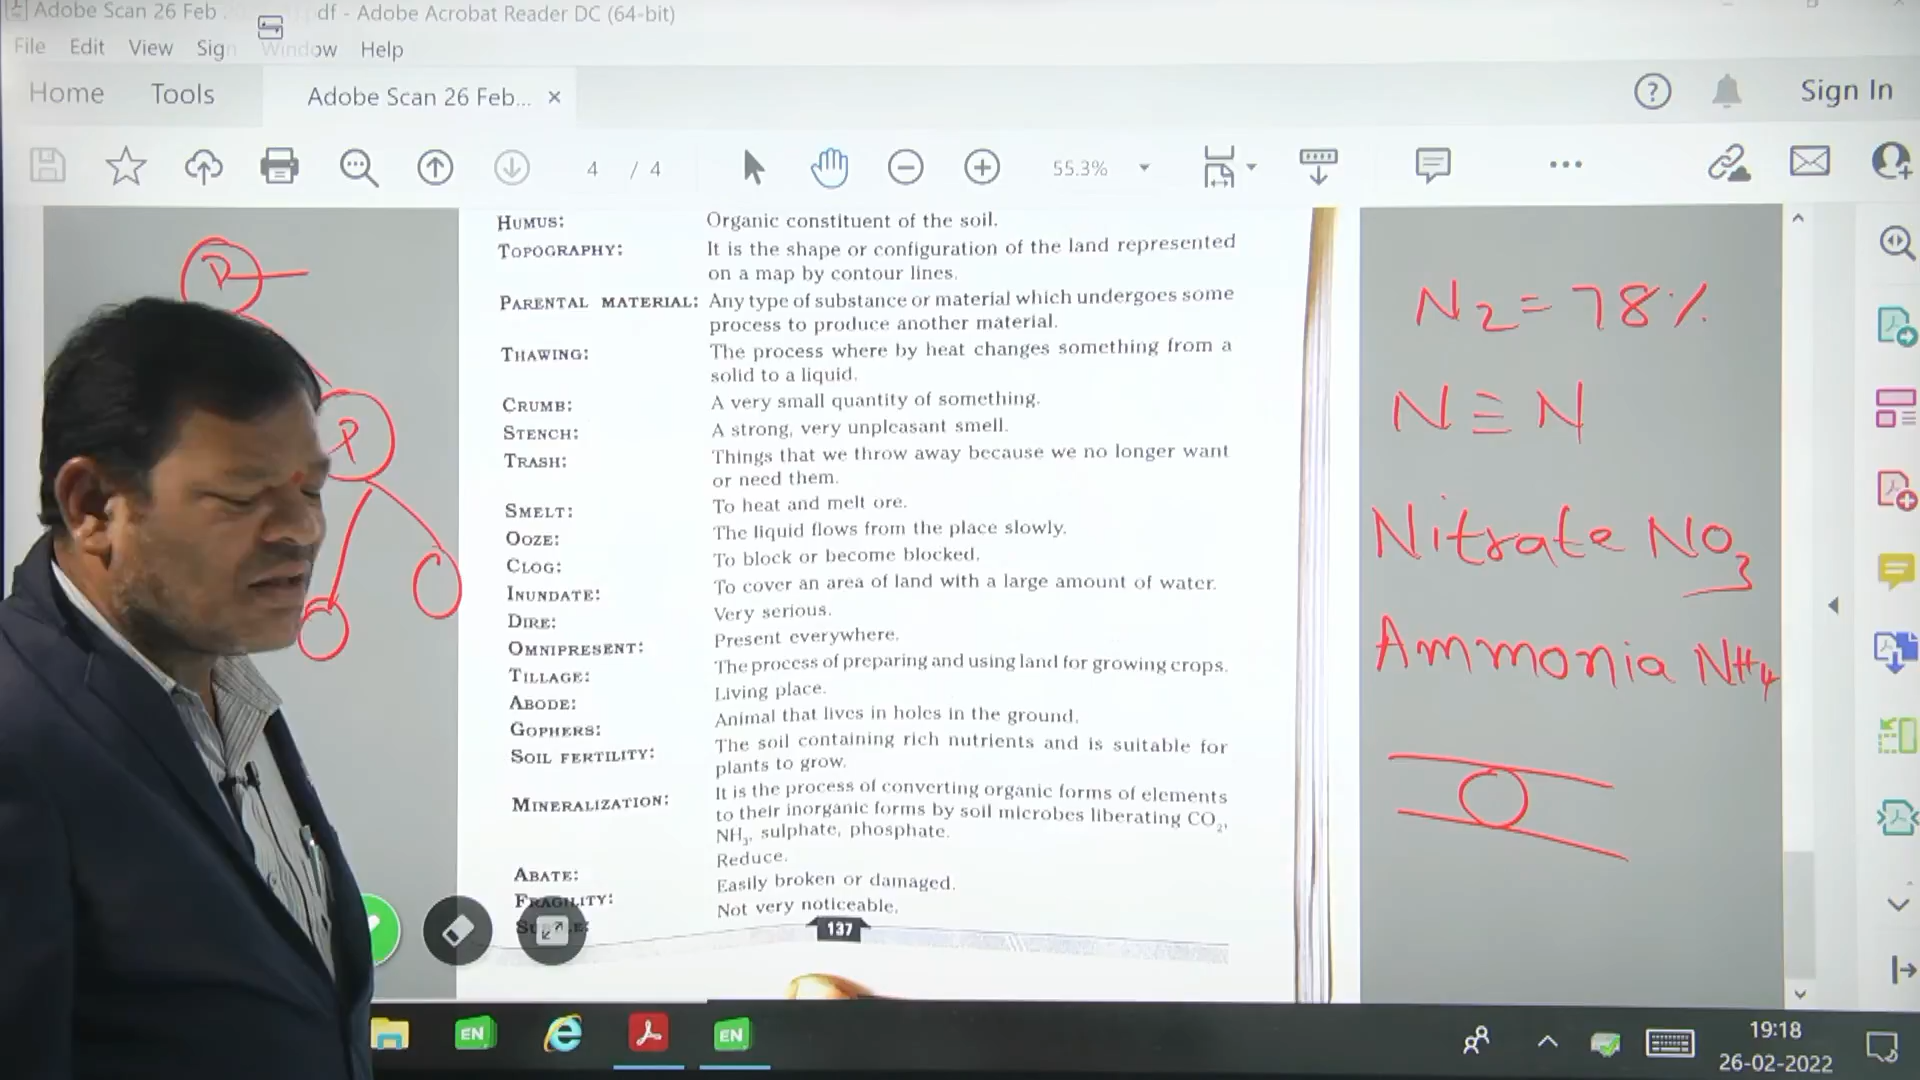 Adobe Scan 26 Feb pdf - Adobe Acrobat Reader DC (64-bit)
File Edit View Sign Window Help
Home Tools Adobe Scan 26 Feb... × Sign In
4 / 4 55.3%
HUMUS: Organic constituent of the soil.
TOPOGRAPHY: It is the shape or configuration of the land represented
on a map by contour lines.
PARENTAL MATERIAL: Any type of substance or material which undergoes some
process to produce another material.
THAWING: The process where by heat changes something from a
solid to a liquid.
CRUMB: A very small quantity of something.
STENCH: A strong, very unpleasant smell.
TRASH: Things that we throw away because we no longer want
or need them.
SMELT: To heat and melt ore.
OOZE: The liquid flows from the place slowly.
CLOG: To block or become blocked.
INUNDATE: To cover an area of land with a large amount of water.
DIRE: Very serious.
OMNIPRESENT: Present everywhere.
TILLAGE: The process of preparing and using land for growing crops.
ABODE: Living place.
GOPHERS: Animal that lives in holes in the ground.
SOIL FERTILITY: The soil containing rich nutrients and is suitable for
plants to grow.
MINERALIZATION: It is the process of converting organic forms of elements
to their inorganic forms by soil microbes liberating CO2,
NH3, sulphate, phosphate.
ABATE: Reduce.
FRAGILITY: Easily broken or damaged.
Not very noticeable.
137
P
N2 = 78%
N ≡ N
Nitrate NO3
Ammonia NH4
EN EN
19:18
26-02-2022